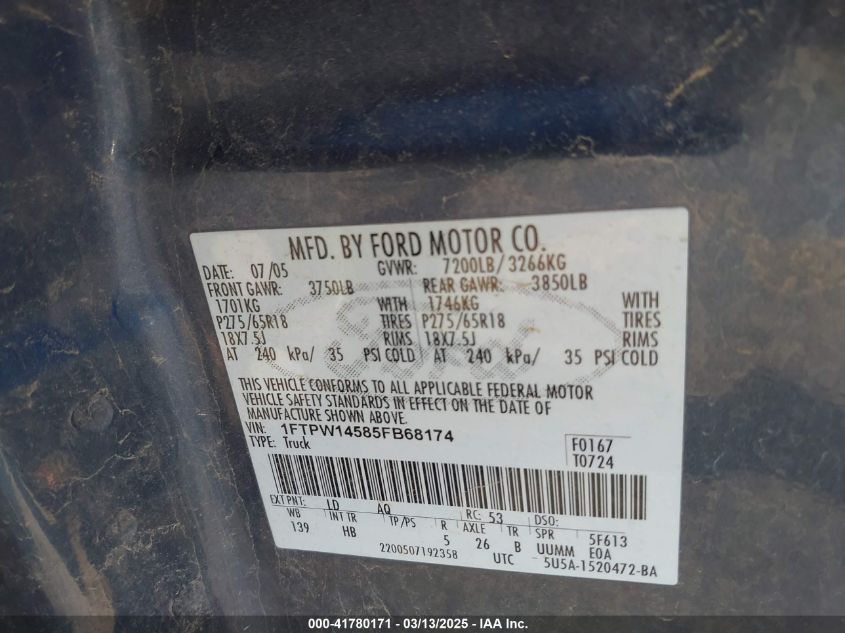 MFD. BY FORD MOTOR CO.
DATE: 07/05 GVWR: 7200LB/3266KG
FRONT GAWR: 3750LB REAR GAWR: 3850LB
1701KG WITH 1746KG WITH
P275/65R18 TIRES P275/65R18 TIRES
18X7.5J RIMS 18X7.5J RIMS
AT 240 kPa/ 35 PSI COLD AT 240 kPa/ 35 PSI COLD
THIS VEHICLE CONFORMS TO ALL APPLICABLE FEDERAL MOTOR
VEHICLE SAFETY STANDARDS IN EFFECT ON THE DATE OF
MANUFACTURE SHOWN ABOVE.
VIN: 1FTPW14585FB68174 F0167
TYPE: Truck T0724
EXT PNT: LD AQ RC: 53 DSO:
WB INT TR TP/PS R AXLE TR SPR 5F613
139 HB 5 26 B UUMM E0A
2200507192358 UTC 5U5A-1520472-BA
000-41780171 - 03/13/2025 - IAA Inc.